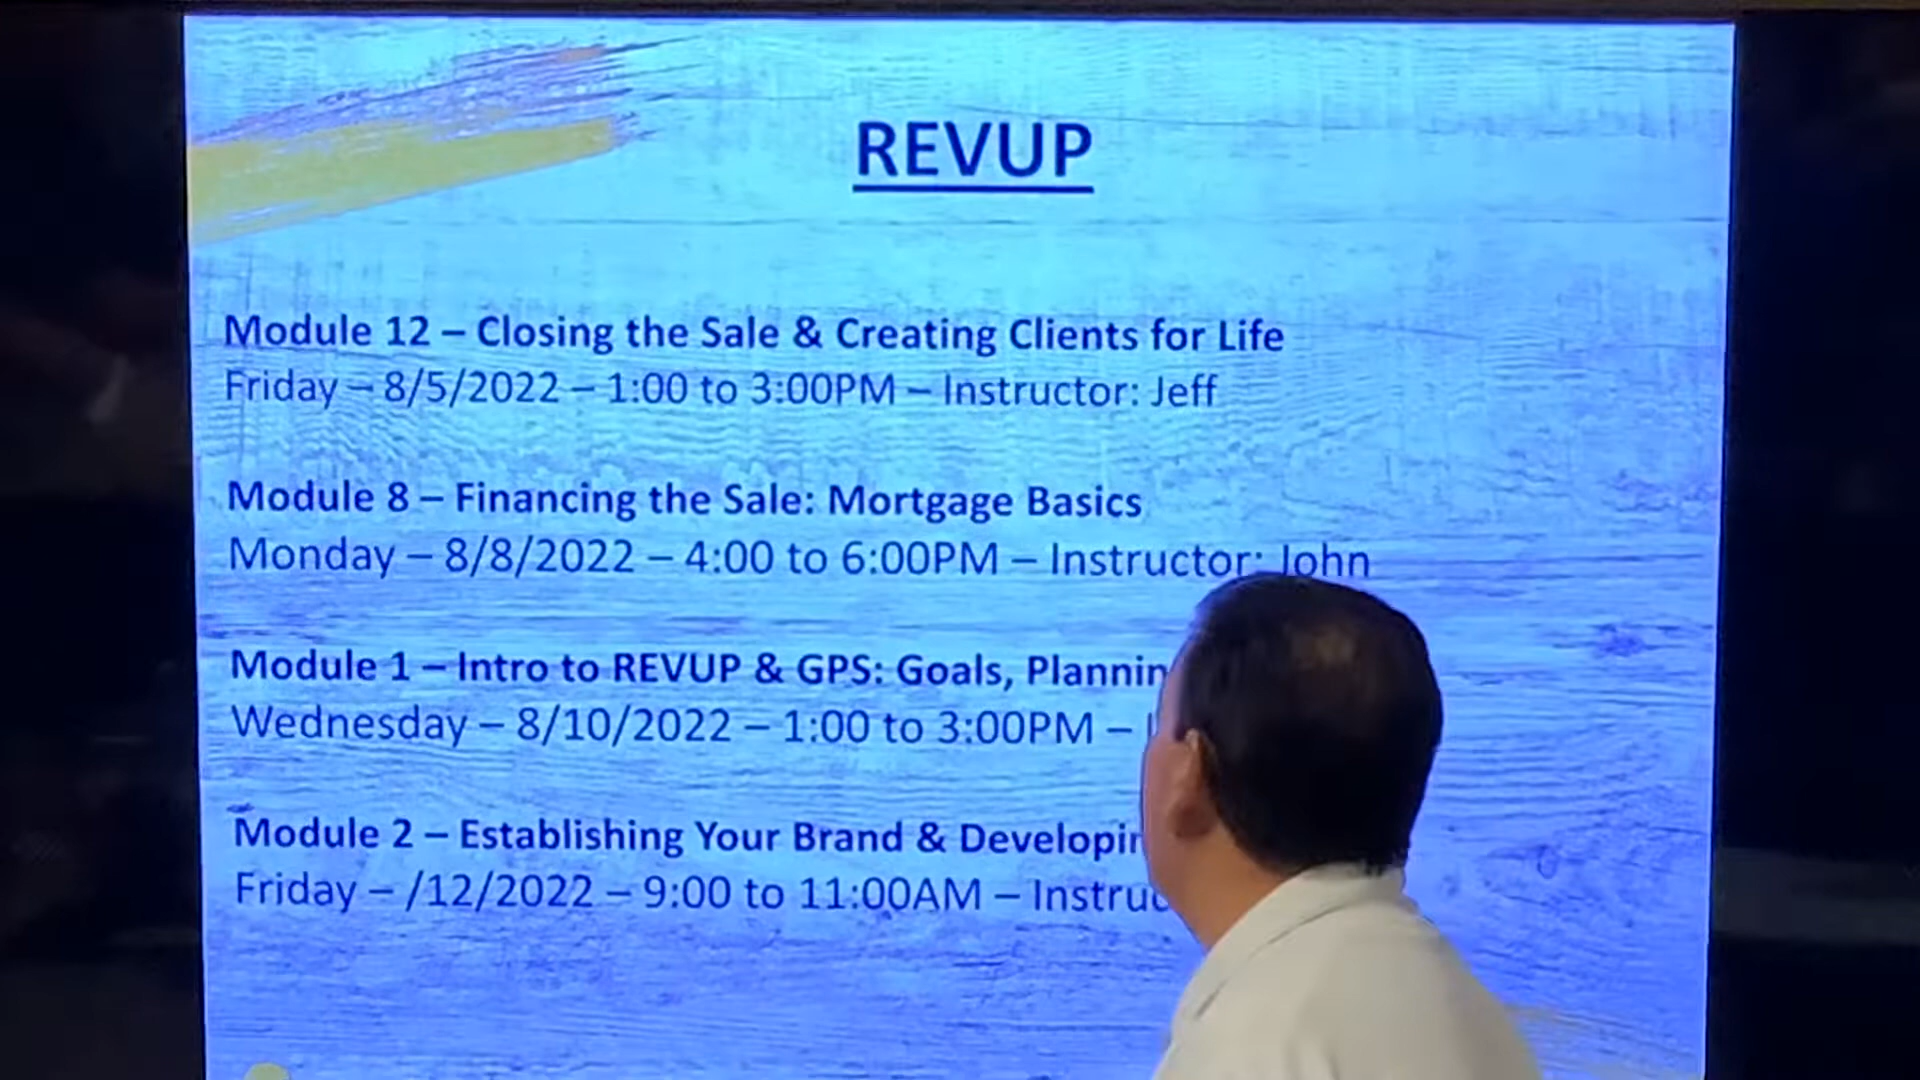 REVUP
Module 12 – Closing the Sale & Creating Clients for Life
Friday – 8/5/2022 – 1:00 to 3:00PM – Instructor: Jeff
Module 8 – Financing the Sale: Mortgage Basics
Monday – 8/8/2022 – 4:00 to 6:00PM – Instructor: John
Module 1 – Intro to REVUP & GPS: Goals, Plannin
Wednesday – 8/10/2022 – 1:00 to 3:00PM –
Module 2 – Establishing Your Brand & Developin
Friday – /12/2022 – 9:00 to 11:00AM – Instruc